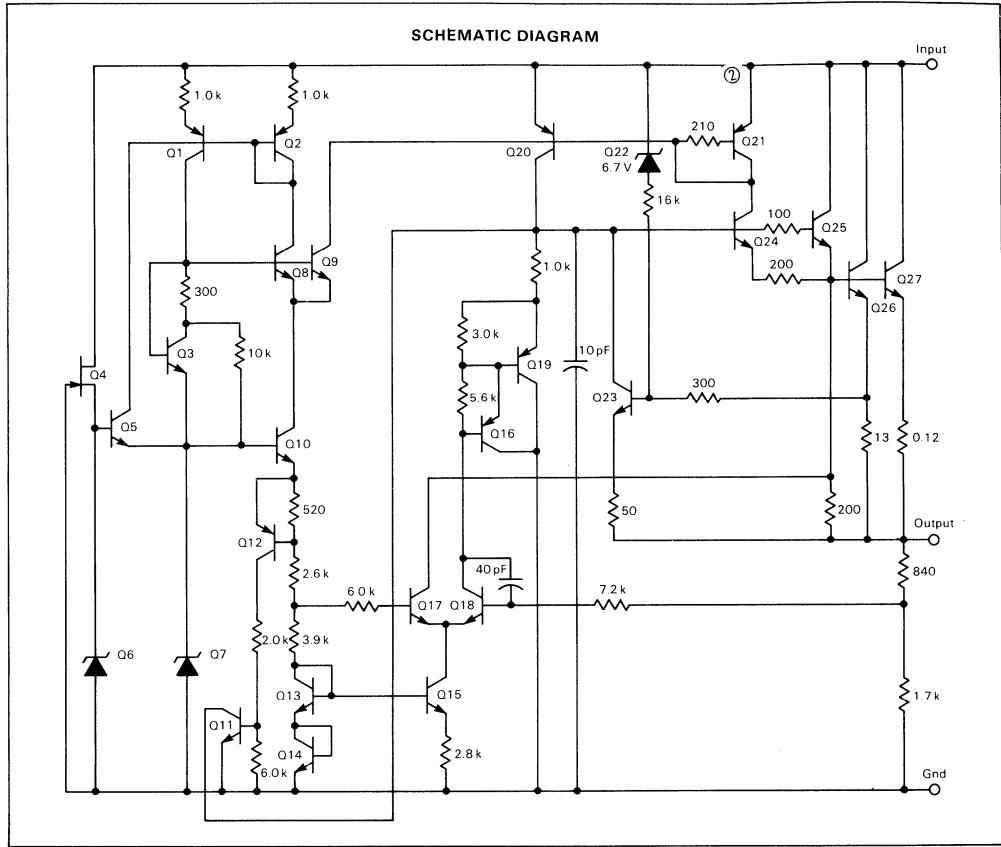 SCHEMATIC DIAGRAM
Input
②
1.0 k
1.0 k
Q1
Q2
Q20
Q22
6.7 V
210
Q21
16 k
Q8
Q9
100
Q24
Q25
200
Q26
Q27
300
1.0 k
Q3
10 k
3.0 k
Q19
10 pF
Q4
Q5
5.6 k
Q16
Q23
300
Q10
13
0.12
520
50
200
Output
Q12
2.6 k
40 pF
840
6.0 k
Q17
Q18
7.2 k
Q6
Q7
2.0 k
3.9 k
Q13
Q15
1.7 k
Q11
Q14
6.0 k
2.8 k
Gnd